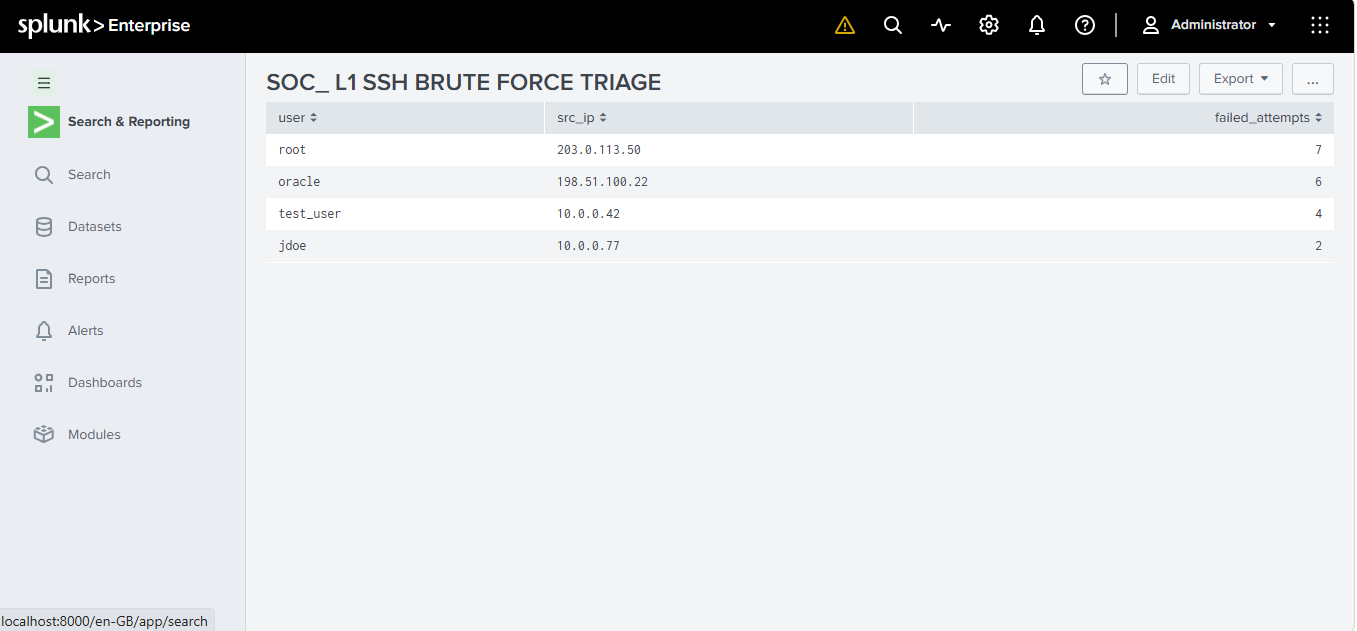 splunk> Enterprise
Administrator
Search & Reporting
Search
Datasets
Reports
Alerts
Dashboards
Modules
SOC_ L1 SSH BRUTE FORCE TRIAGE
Edit
Export
...
user src_ip failed_attempts
root 203.0.113.50 7
oracle 198.51.100.22 6
test_user 10.0.0.42 4
jdoe 10.0.0.77 2
localhost:8000/en-GB/app/search